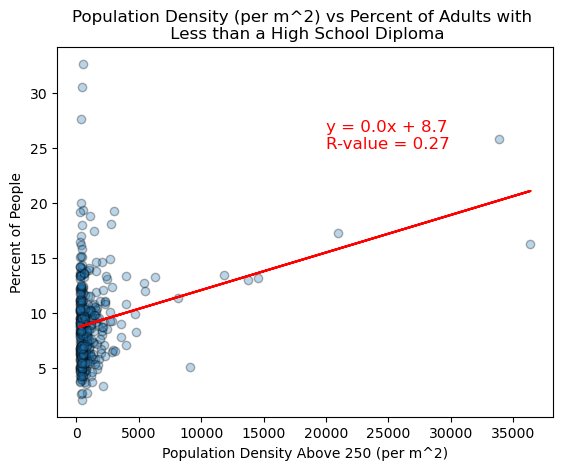 Population Density (per m^2) vs Percent of Adults with
Less than a High School Diploma
y = 0.0x + 8.7
R-value = 0.27
Percent of People
30
25
20
15
10
5
0
5000
10000
15000
20000
25000
30000
35000
Population Density Above 250 (per m^2)